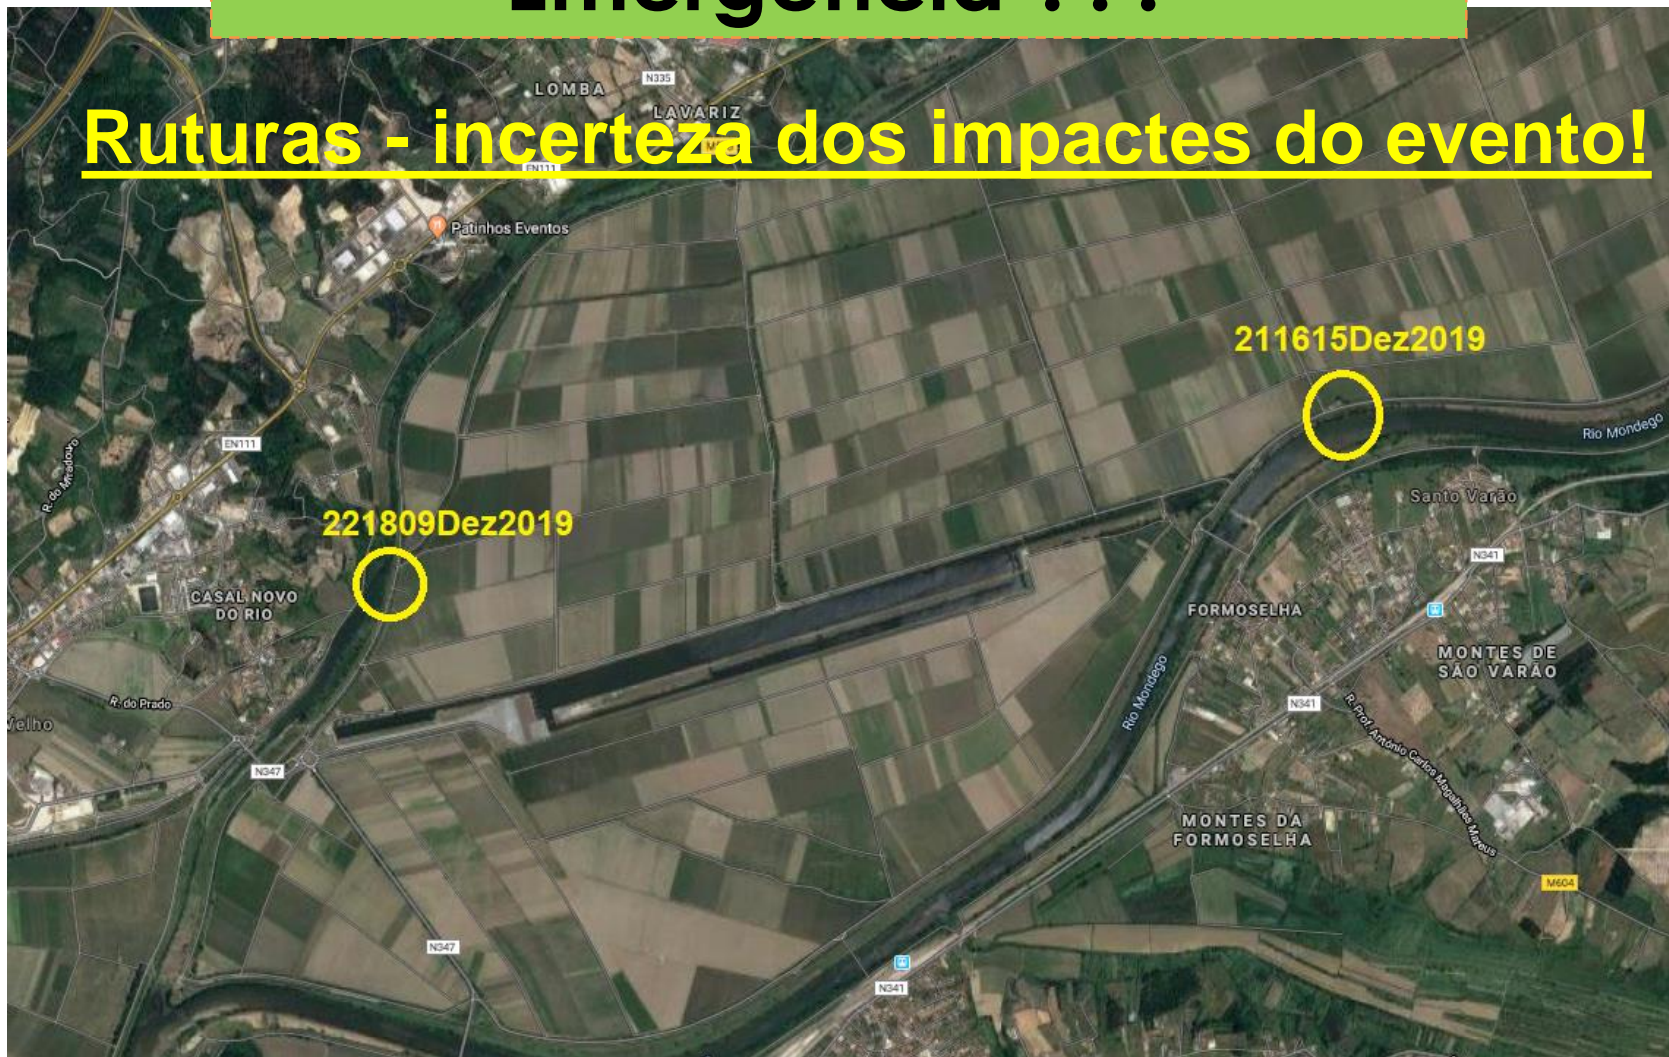 Emergência ...
N335
LOMBA
LAVARIZ
Ruturas - incerteza dos impactes do evento!
EN111
Patinhos Eventos
211615Dez2019
Rio Mondego
EN111
R. do Miradouro
Santo Varão
221809Dez2019
N341
CASAL NOVO
DO RIO
FORMOSELHA
MONTES DE
SÃO VARÃO
R. do Prado
N341
Velho
Rio Mondego
R. Prof. António Carlos Magalhães Mateus
N347
MONTES DA
FORMOSELHA
M604
N347
N341